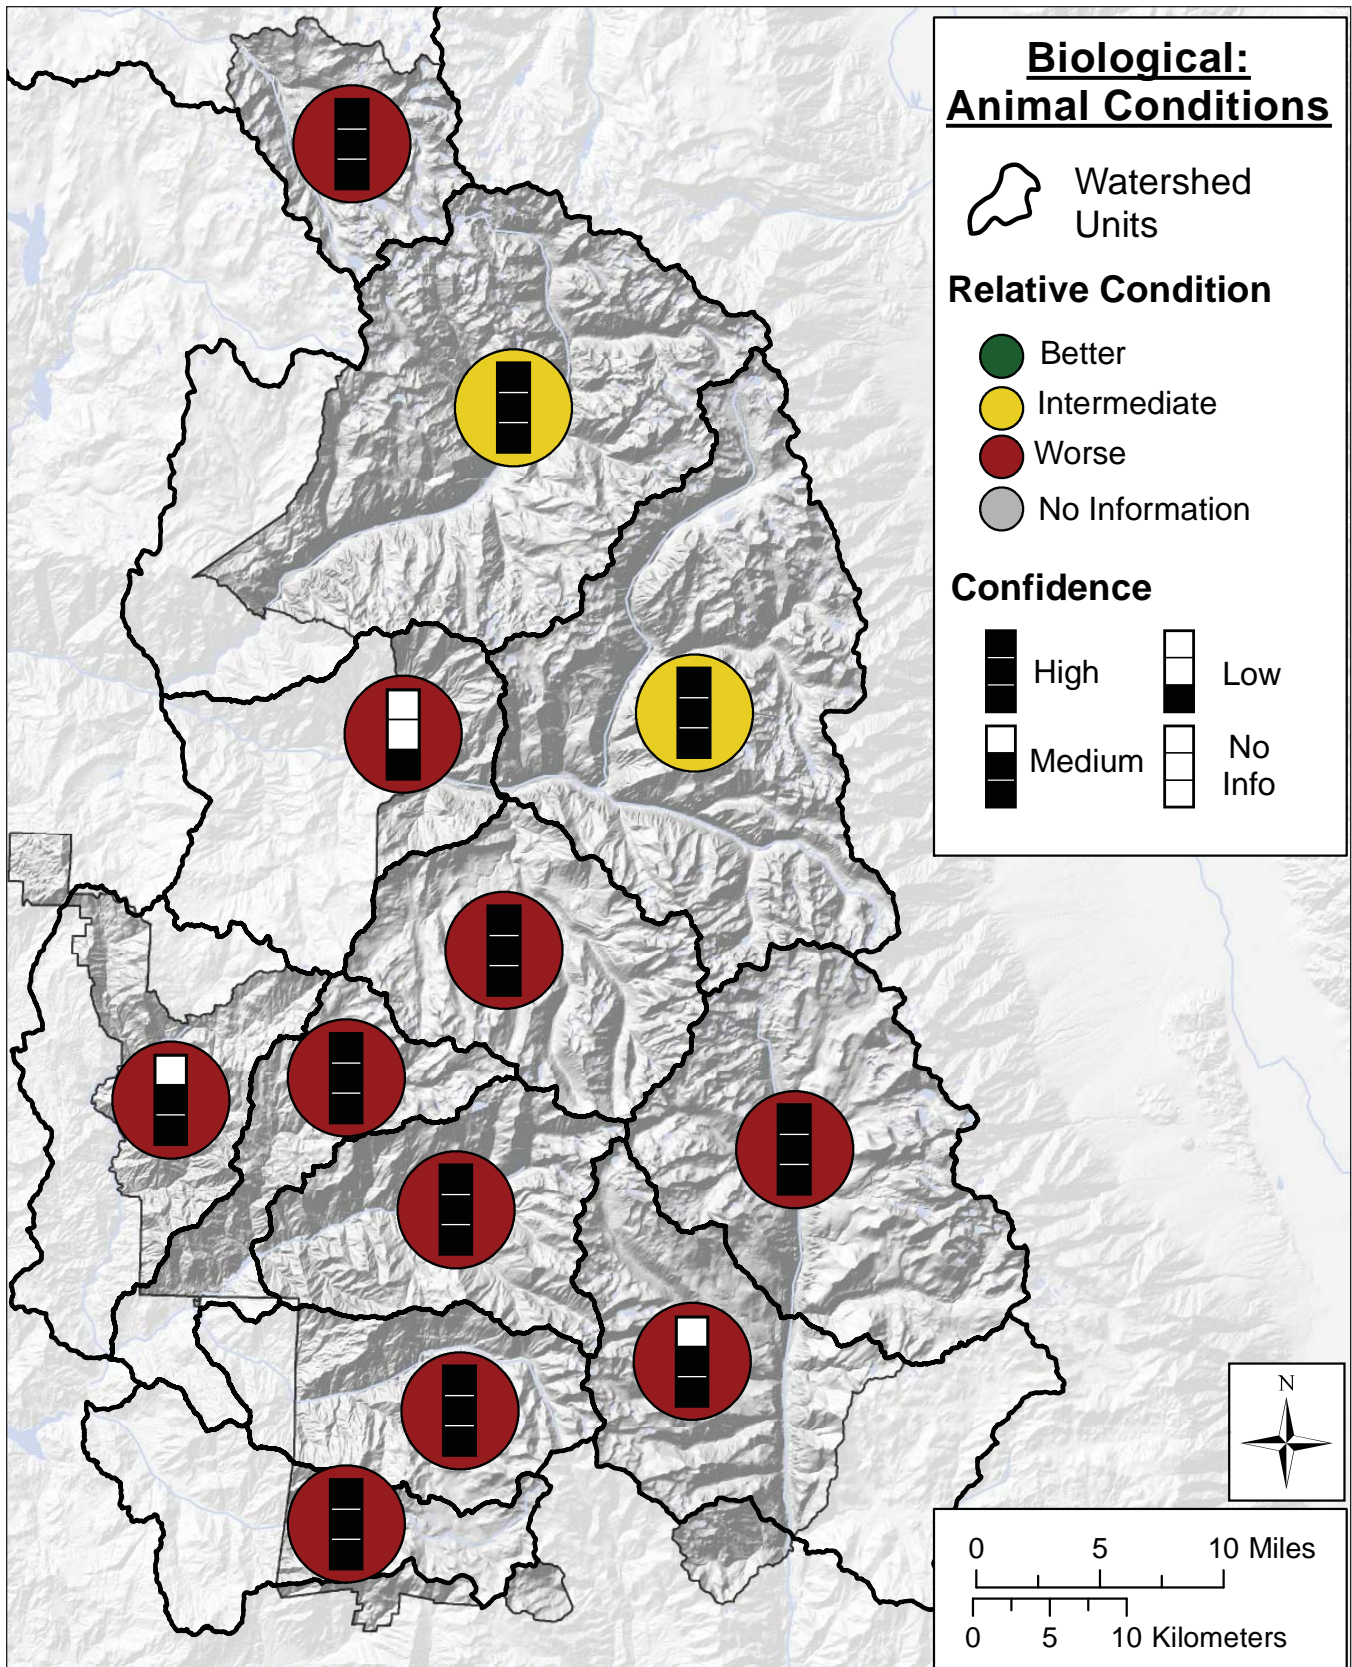 Biological:
Animal Conditions
Watershed
Units
Relative Condition
Better
Intermediate
Worse
No Information
Confidence
High
Low
Medium
No
Info
N
0 5 10 Miles
0 5 10 Kilometers